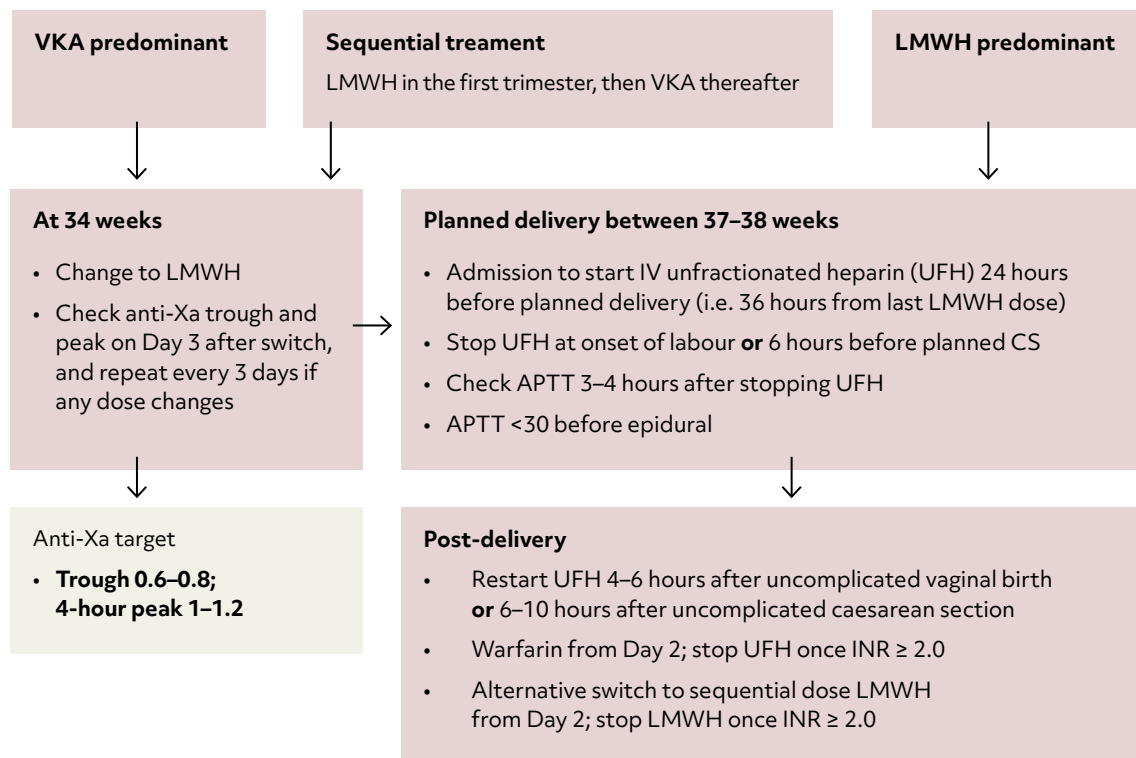 VKA predominant
Sequential treament
LMWH in the first trimester, then VKA thereafter
LMWH predominant
At 34 weeks
• Change to LMWH
• Check anti-Xa trough and
peak on Day 3 after switch,
and repeat every 3 days if
any dose changes
Planned delivery between 37–38 weeks
• Admission to start IV unfractionated heparin (UFH) 24 hours
before planned delivery (i.e. 36 hours from last LMWH dose)
• Stop UFH at onset of labour or 6 hours before planned CS
• Check APTT 3–4 hours after stopping UFH
• APTT <30 before epidural
Anti-Xa target
• Trough 0.6–0.8;
4-hour peak 1–1.2
Post-delivery
• Restart UFH 4–6 hours after uncomplicated vaginal birth
or 6–10 hours after uncomplicated caesarean section
• Warfarin from Day 2; stop UFH once INR ≥ 2.0
• Alternative switch to sequential dose LMWH
from Day 2; stop LMWH once INR ≥ 2.0